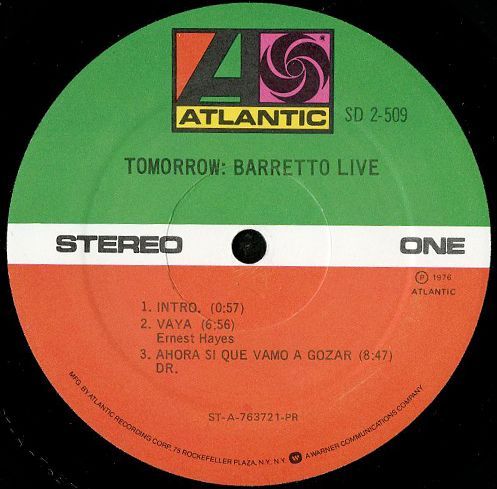 ATLANTIC
SD 2-509
TOMORROW: BARRETTO LIVE
STEREO
ONE
Ⓟ 1976
ATLANTIC
1. INTRO. (0:57)
2. VAYA (6:56)
Ernest Hayes
3. AHORA SI QUE VAMO A GOZAR (8:47)
DR.
ST-A-763721-PR
MFG. BY ATLANTIC RECORDING CORP., 75 ROCKEFELLER PLAZA, N.Y., N.Y. A WARNER COMMUNICATIONS COMPANY